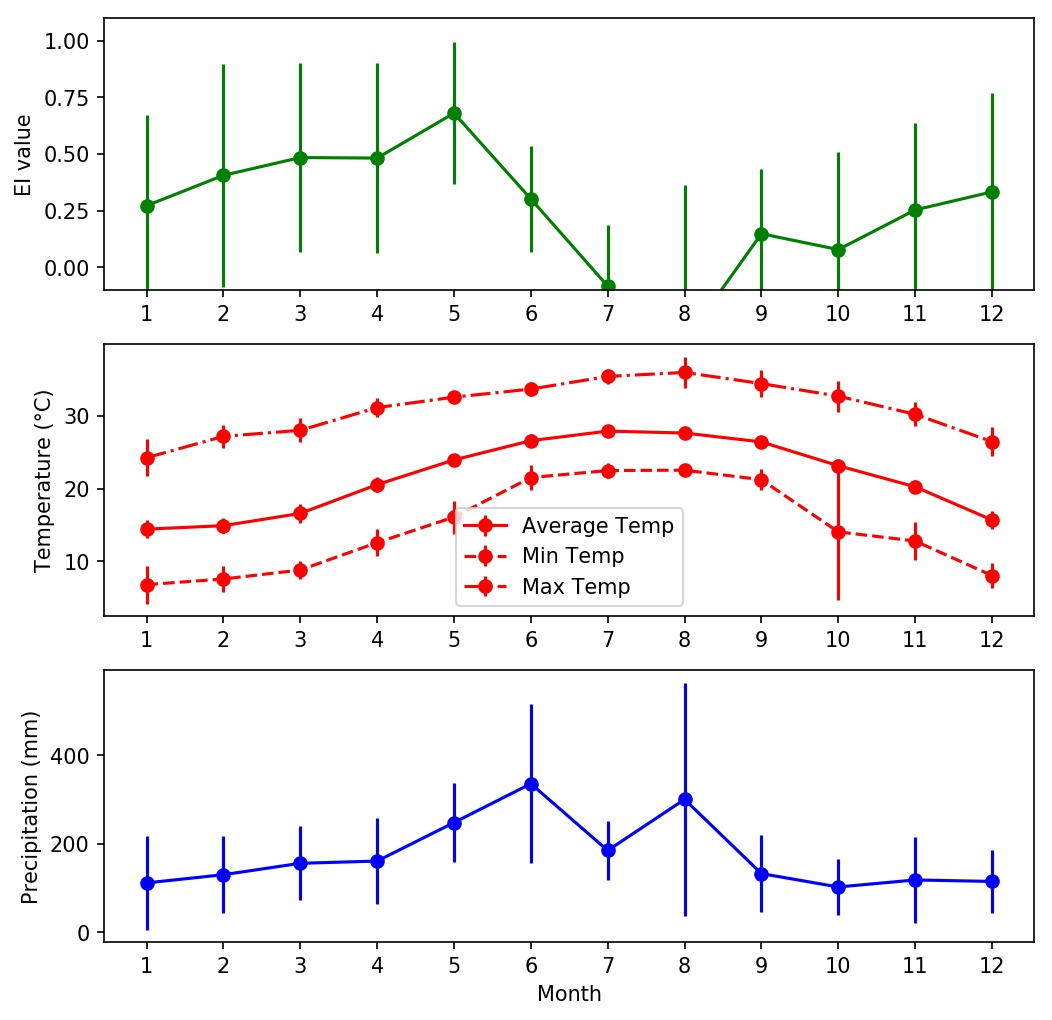 EI value
1.00
0.75
0.50
0.25
0.00
1 2 3 4 5 6 7 8 9 10 11 12
Temperature (°C)
30
20
10
Average Temp
Min Temp
Max Temp
1 2 3 4 5 6 7 8 9 10 11 12
Precipitation (mm)
400
200
0
1 2 3 4 5 6 7 8 9 10 11 12
Month